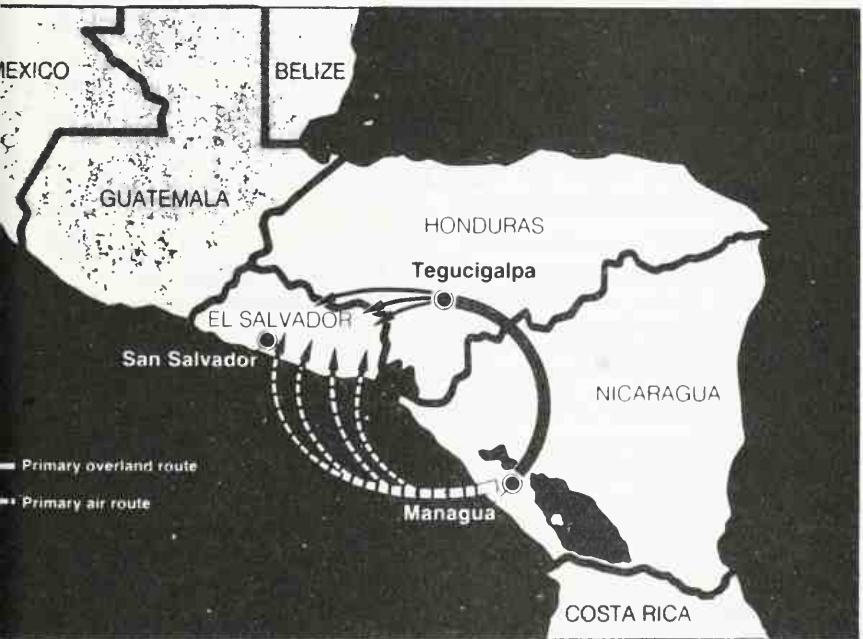 MEXICO
BELIZE
GUATEMALA
HONDURAS
Tegucigalpa
EL SALVADOR
San Salvador
NICARAGUA
Primary overland route
Primary air route
Managua
COSTA RICA